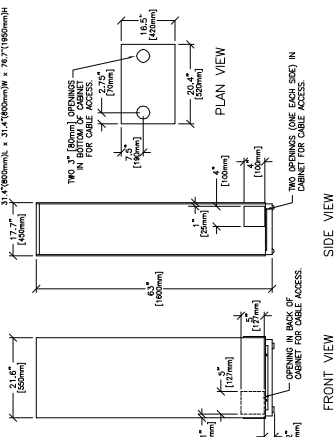 31.4"(800mm)L x 31.4"(800mm)W x 76.7"(1950mm)H
16.5"
[420mm]
2.75"
[70mm]
20.4"
[520mm]
7.5"
[190mm]
TWO 3" [80mm] OPENINGS
IN BOTTOM OF CABINET
FOR CABLE ACCESS.
PLAN VIEW
17.7"
[450mm]
63"
[1600mm]
1"
[25mm]
4"
[100mm]
4"
[100mm]
TWO OPENINGS (ONE EACH SIDE) IN
CABINET FOR CABLE ACCESS.
SIDE VIEW
21.6"
[550mm]
5"
[127mm]
5"
[127mm]
OPENING IN BACK OF
CABINET FOR CABLE ACCESS.
FRONT VIEW